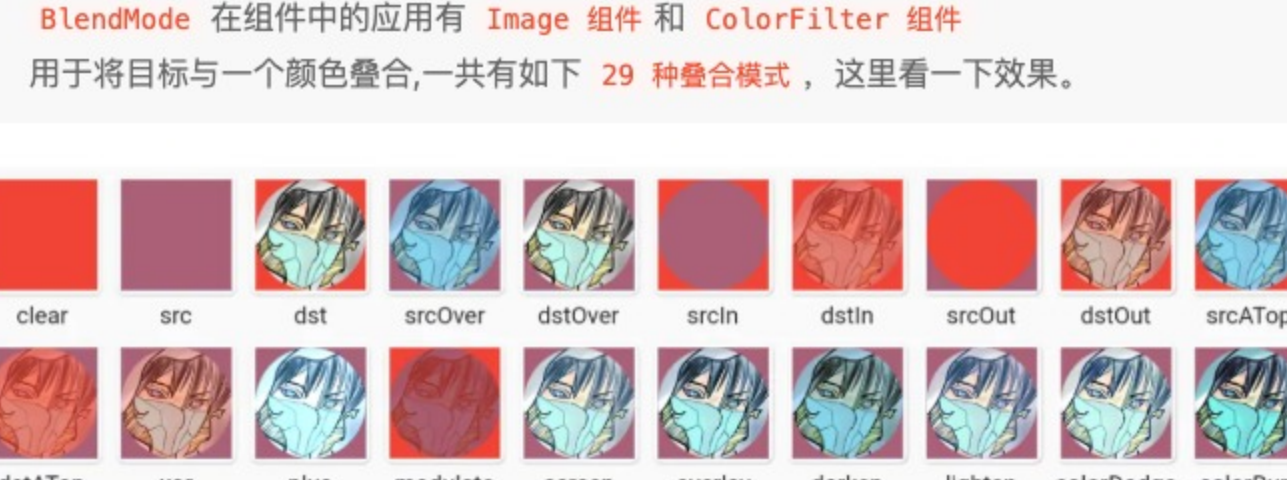 BlendMode 在组件中的应用有 Image 组件 和 ColorFilter 组件
用于将目标与一个颜色叠合,一共有如下 29 种叠合模式 ，这里看一下效果。
clear src dst srcOver dstOver srcIn dstIn srcOut dstOut srcATop